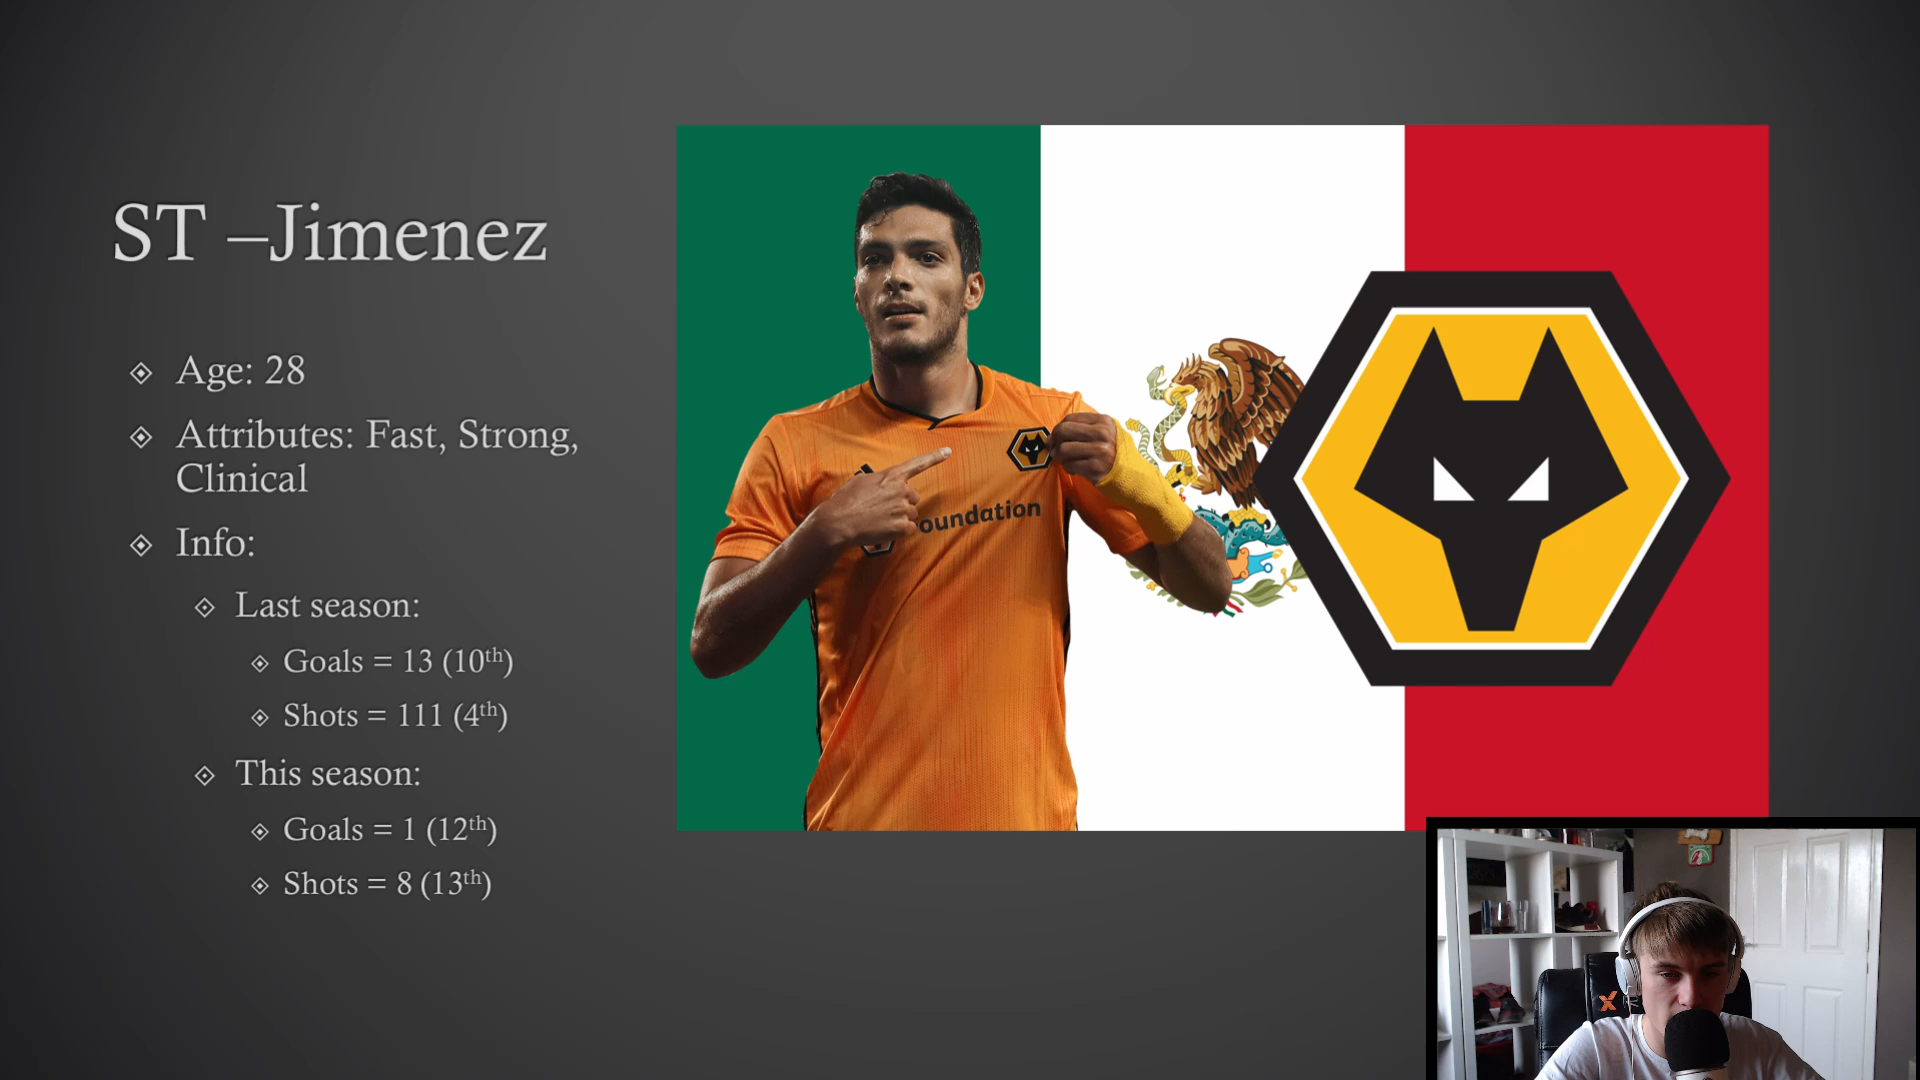 ST –Jimenez
Age: 28
Attributes: Fast, Strong,
Clinical
Info:
Last season:
Goals = 13 (10th)
Shots = 111 (4th)
This season:
Goals = 1 (12th)
Shots = 8 (13th)
oundation